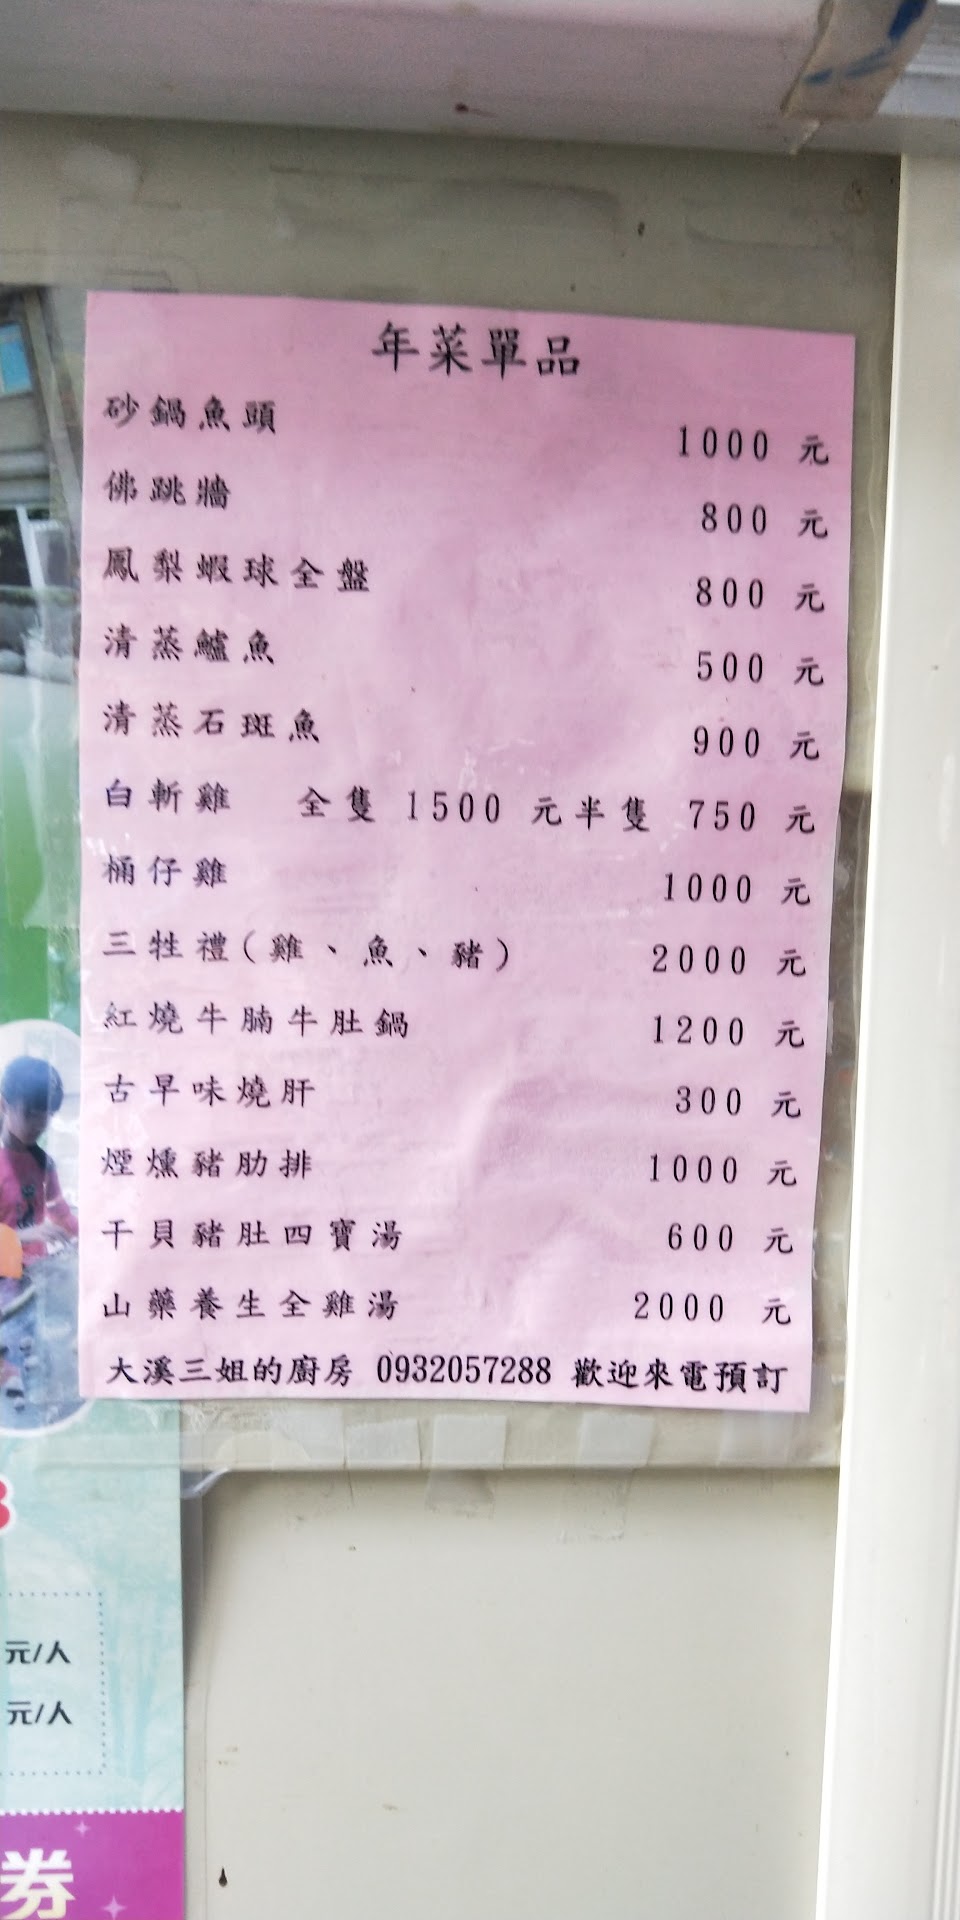 年菜單品
砂鍋魚頭 1000 元
佛跳牆 800 元
鳳梨蝦球全盤 800 元
清蒸鱸魚 500 元
清蒸石斑魚 900 元
白斬雞 全隻 1500 元半隻 750 元
桶仔雞 1000 元
三牲禮(雞、魚、豬) 2000 元
紅燒牛腩牛肚鍋 1200 元
古早味燒肝 300 元
煙燻豬肋排 1000 元
干貝豬肚四寶湯 600 元
山藥養生全雞湯 2000 元
大溪三姐的廚房 0932057288 歡迎來電預訂
元/人
元/人
券